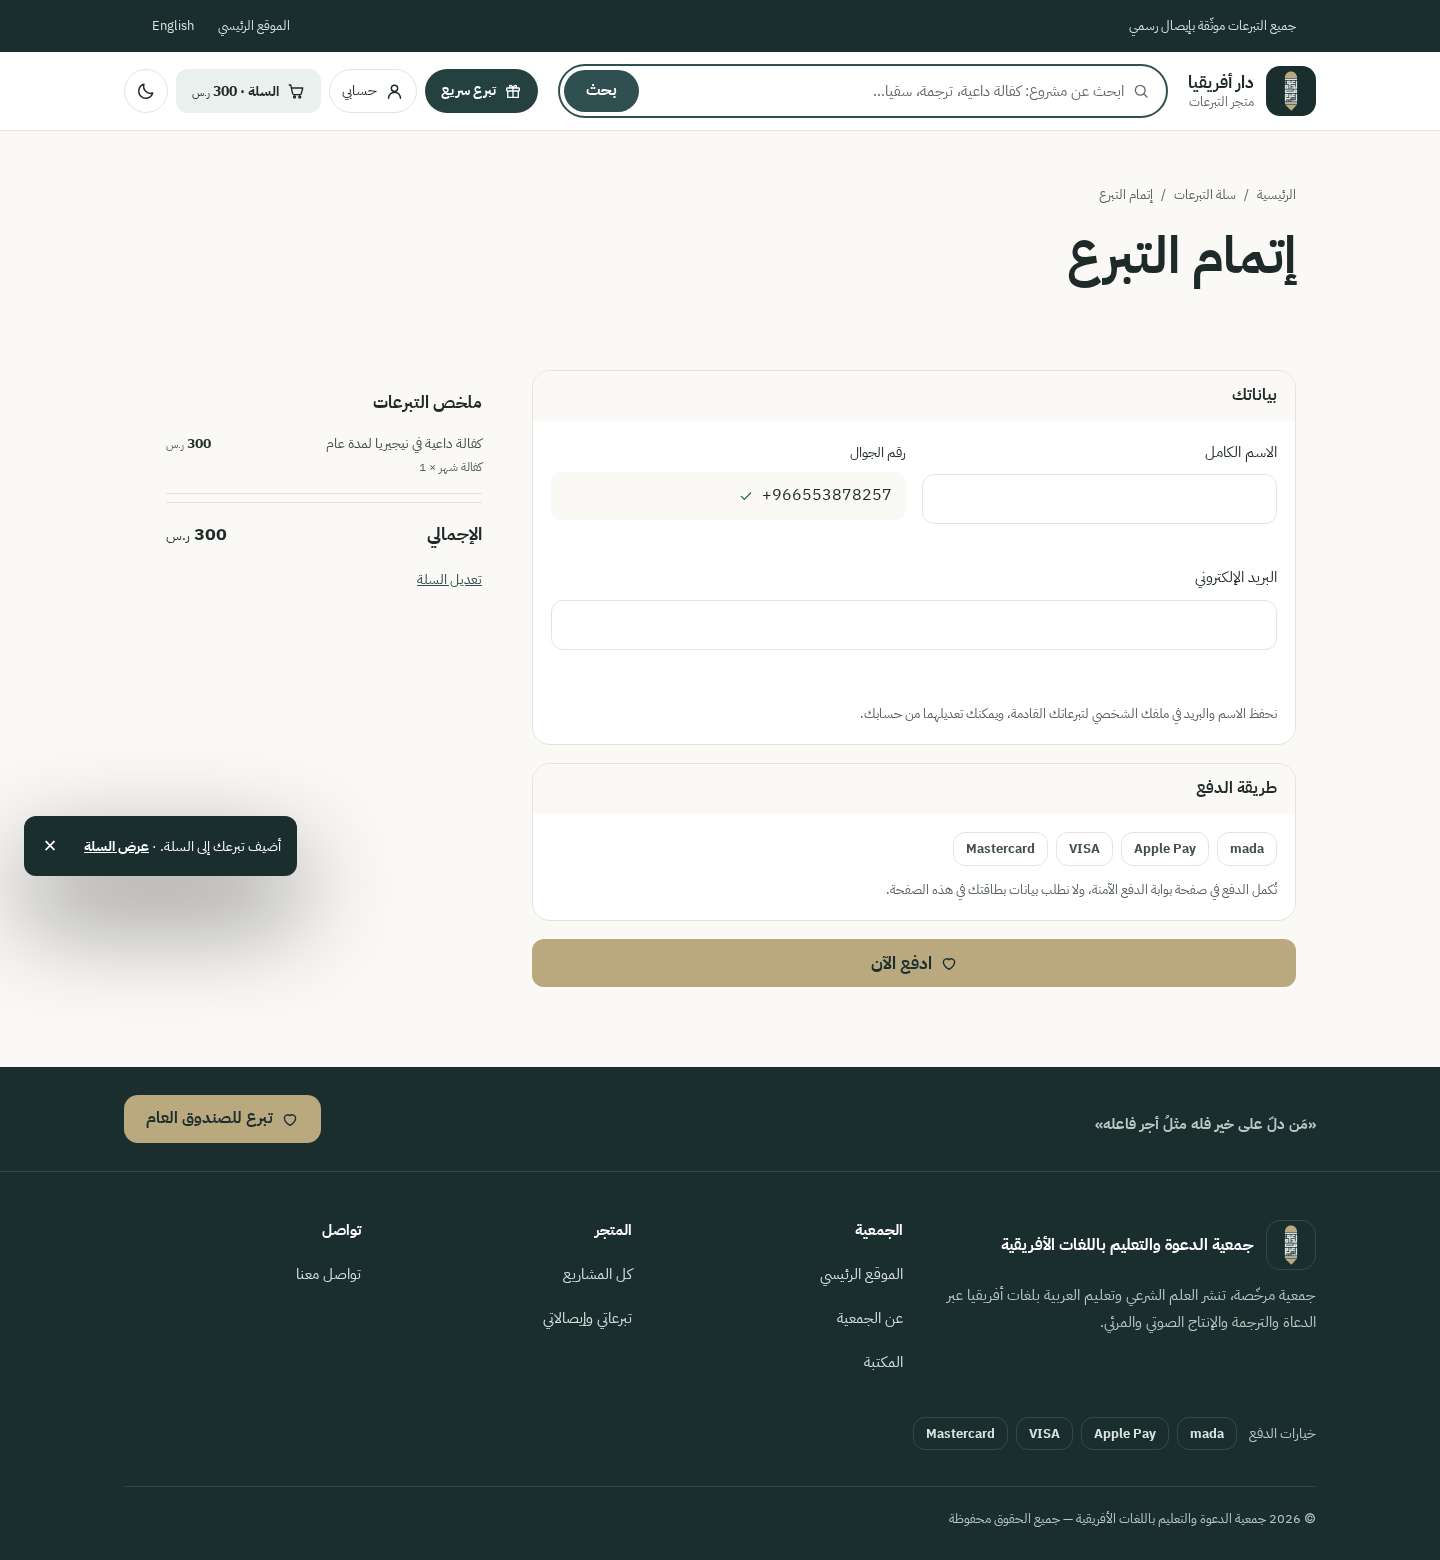 جميع التبرعات موثّقة بإيصال رسمي
الموقع الرئيسي
English
دار أفريقيا
متجر التبرعات
ابحث عن مشروع: كفالة داعية، ترجمة، سقيا...
بحث
تبرع سريع
حسابي
السلة · 300 ر.س
الرئيسية / سلة التبرعات / إتمام التبرع
إتمام التبرع
بياناتك
الاسم الكامل
رقم الجوال
+966553878257
البريد الإلكتروني
نحفظ الاسم والبريد في ملفك الشخصي لتبرعاتك القادمة، ويمكنك تعديلهما من حسابك.
طريقة الدفع
mada
Apple Pay
VISA
Mastercard
تُكمل الدفع في صفحة بوابة الدفع الآمنة، ولا نطلب بيانات بطاقتك في هذه الصفحة.
ادفع الآن
ملخص التبرعات
كفالة داعية في نيجيريا لمدة عام
300 ر.س
كفالة شهر × 1
الإجمالي
300 ر.س
تعديل السلة
أضيف تبرعك إلى السلة. · عرض السلة
«مَن دلّ على خير فله مثلُ أجر فاعله»
تبرع للصندوق العام
جمعية الدعوة والتعليم باللغات الأفريقية
جمعية مرخّصة، تنشر العلم الشرعي وتعليم العربية بلغات أفريقيا عبر
الدعاة والترجمة والإنتاج الصوتي والمرئي.
الجمعية
الموقع الرئيسي
عن الجمعية
المكتبة
المتجر
كل المشاريع
تبرعاتي وإيصالاتي
تواصل
تواصل معنا
خيارات الدفع
mada
Apple Pay
VISA
Mastercard
© 2026 جمعية الدعوة والتعليم باللغات الأفريقية — جميع الحقوق محفوظة